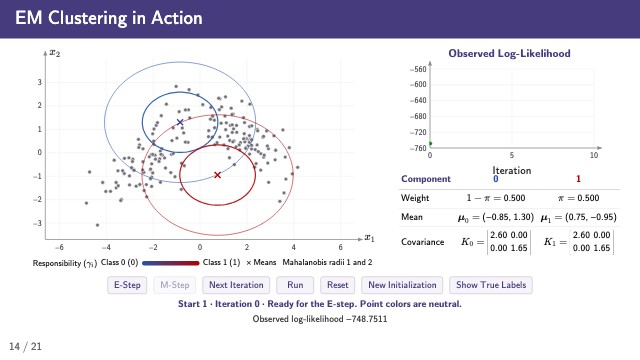 EM Clustering in Action
x₂
3
2
1
0
−1
−2
−3
−6
−4
−2
0
2
4
6
x₁
Responsibility (γᵢ) Class 0 (0) Class 1 (1) × Means Mahalanobis radii 1 and 2
Observed Log-Likelihood
−560
−600
−640
−680
−720
−760
0
5
10
Iteration
Component 0 1
Weight 1 − π = 0.500 π = 0.500
Mean μ₀ = (−0.85, 1.30) μ₁ = (0.75, −0.95)
Covariance K₀ = |2.60 0.00 0.00 1.65| K₁ = |2.60 0.00 0.00 1.65|
E-Step M-Step Next Iteration Run Reset New Initialization Show True Labels
Start 1 · Iteration 0 · Ready for the E-step. Point colors are neutral.
Observed log-likelihood −748.7511
14 / 21